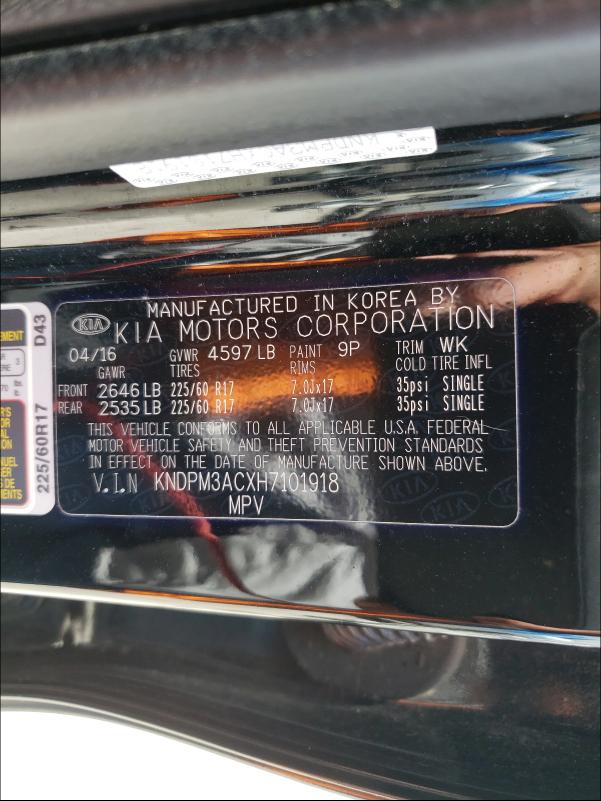 MANUFACTURED IN KOREA BY
KIA KIA MOTORS CORPORATION
04/16 GVWR 4597 LB PAINT 9P TRIM WK
GAWR TIRES RIMS COLD TIRE INFL
FRONT 2646 LB 225/60 R17 7.0Jx17 35psi SINGLE
REAR 2535 LB 225/60 R17 7.0Jx17 35psi SINGLE
THIS VEHICLE CONFORMS TO ALL APPLICABLE U.S.A. FEDERAL
MOTOR VEHICLE SAFETY AND THEFT PREVENTION STANDARDS
IN EFFECT ON THE DATE OF MANUFACTURE SHOWN ABOVE.
V.I.N KNDPM3ACXH7101918
MPV
225/60R17 D43